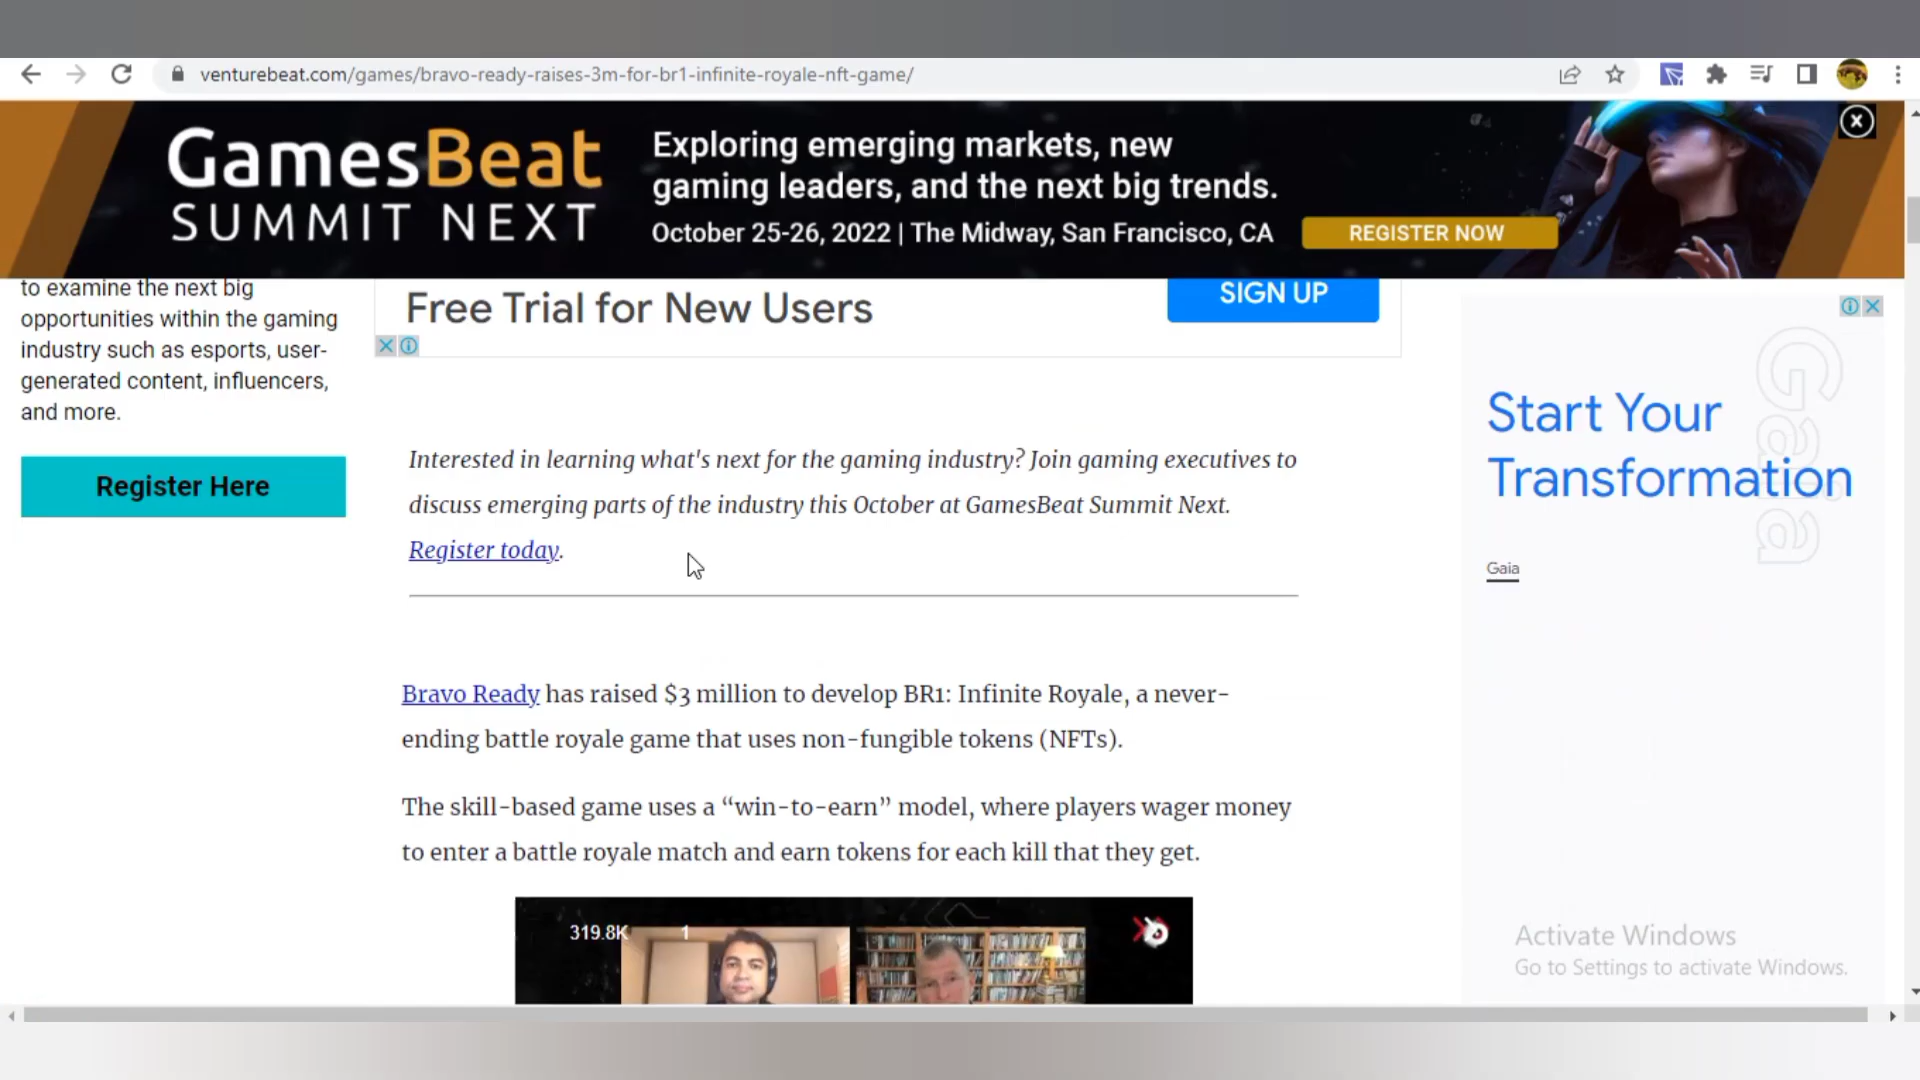 venturebeat.com/games/bravo-ready-raises-3m-for-br1-infinite-royale-nft-game/
GamesBeat
SUMMIT NEXT
Exploring emerging markets, new
gaming leaders, and the next big trends.
October 25-26, 2022 | The Midway, San Francisco, CA
REGISTER NOW
to examine the next big
opportunities within the gaming
industry such as esports, user-
generated content, influencers,
and more.
Register Here
Free Trial for New Users
SIGN UP
Interested in learning what's next for the gaming industry? Join gaming executives to
discuss emerging parts of the industry this October at GamesBeat Summit Next.
Register today.
Bravo Ready has raised $3 million to develop BR1: Infinite Royale, a never-
ending battle royale game that uses non-fungible tokens (NFTs).
The skill-based game uses a “win-to-earn” model, where players wager money
to enter a battle royale match and earn tokens for each kill that they get.
319.8K 1
Start Your
Transformation
Gaia
Gaia
Activate Windows
Go to Settings to activate Windows.